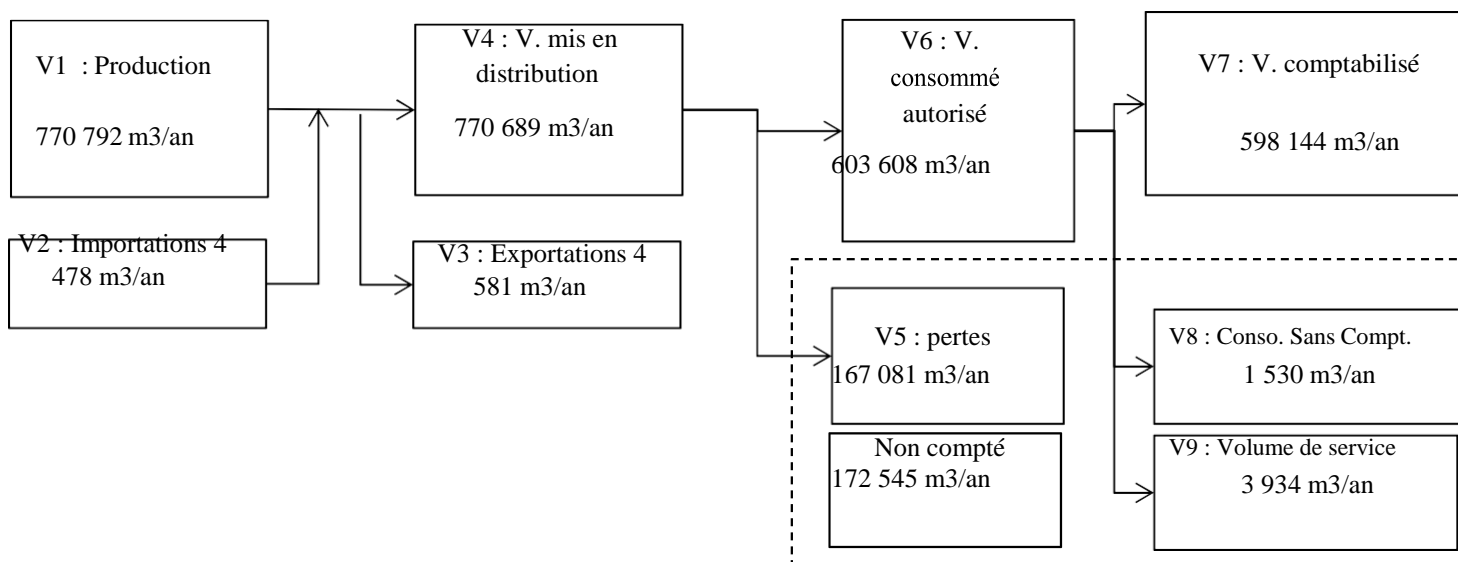 V1 : Production
770 792 m3/an
V2 : Importations 4
478 m3/an
V4 : V. mis en
distribution
770 689 m3/an
V3 : Exportations 4
581 m3/an
V6 : V.
consommé
autorisé
603 608 m3/an
V5 : pertes
167 081 m3/an
Non compté
172 545 m3/an
V7 : V. comptabilisé
598 144 m3/an
V8 : Conso. Sans Compt.
1 530 m3/an
V9 : Volume de service
3 934 m3/an